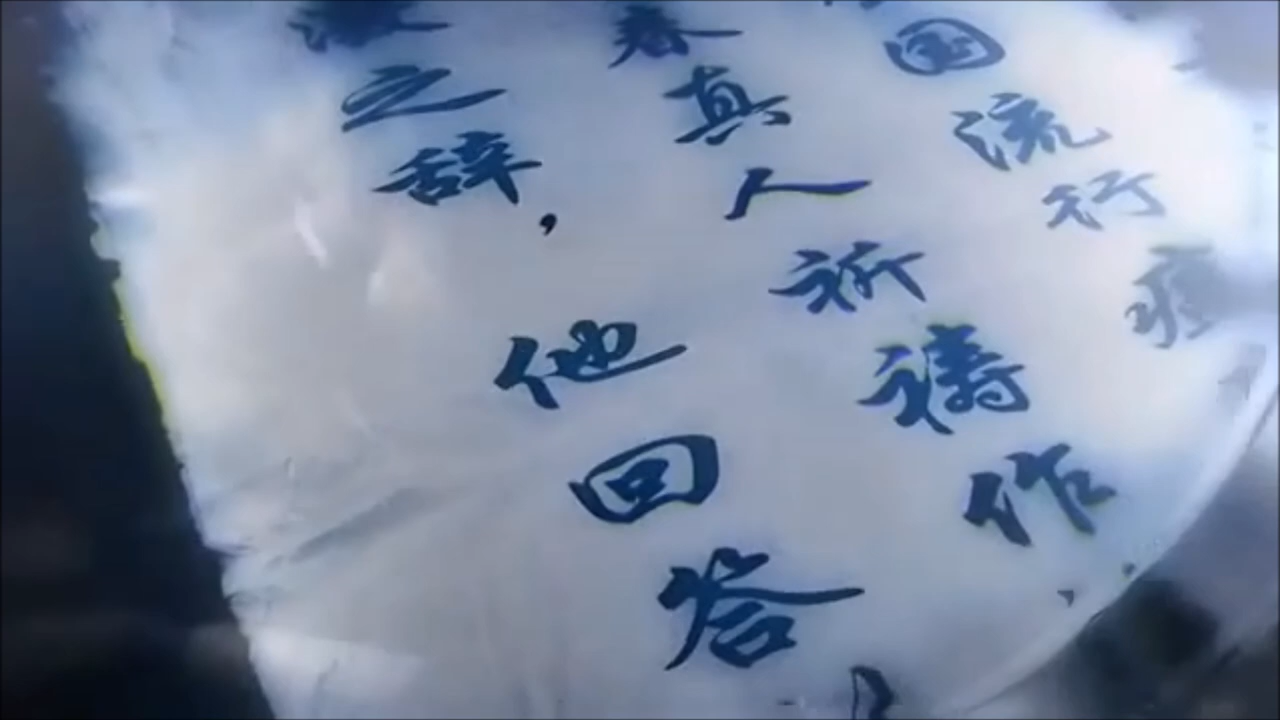 国流行
春真人祈祷作
之辞，他回答